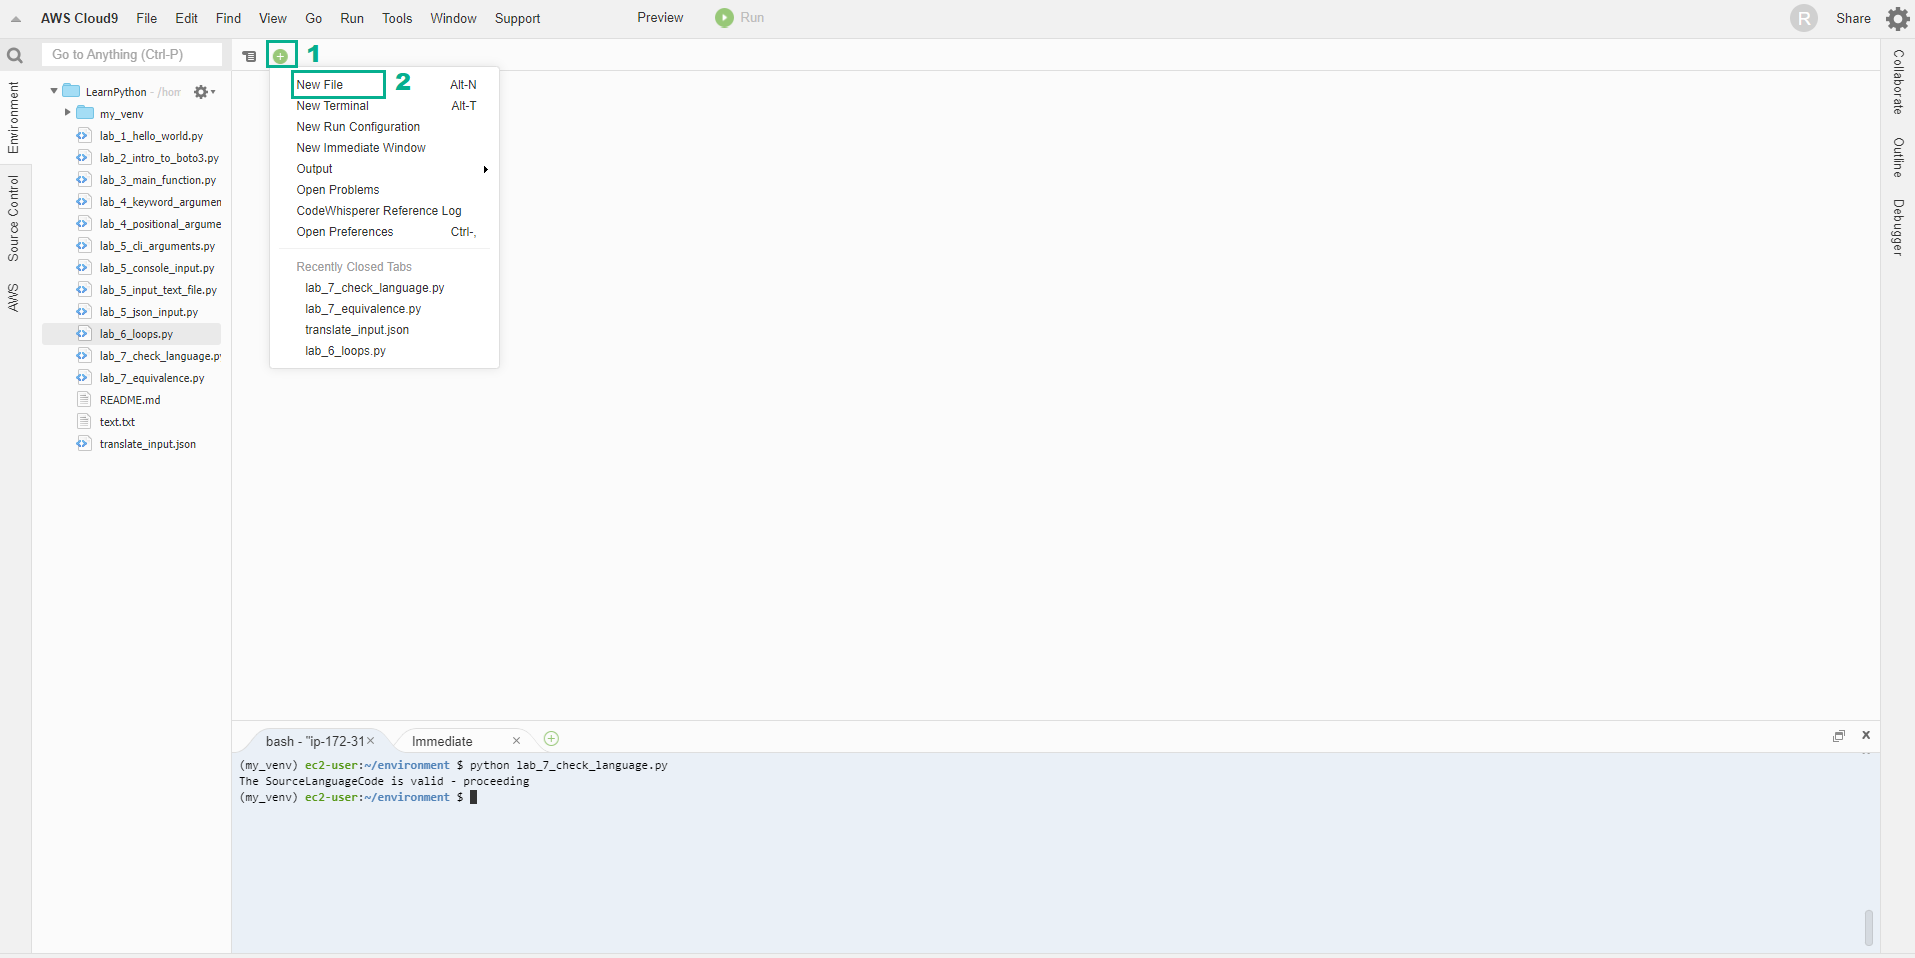 AWS Cloud9 File Edit Find View Go Run Tools Window Support Preview Run R Share
Go to Anything (Ctrl-P)
1
Environment
Source Control
AWS
LearnPython - /hom
my_venv
lab_1_hello_world.py
lab_2_intro_to_boto3.py
lab_3_main_function.py
lab_4_keyword_argumen
lab_4_positional_argume
lab_5_cli_arguments.py
lab_5_console_input.py
lab_5_input_text_file.py
lab_5_json_input.py
lab_6_loops.py
lab_7_check_language.py
lab_7_equivalence.py
README.md
text.txt
translate_input.json
New File Alt-N
2
New Terminal Alt-T
New Run Configuration
New Immediate Window
Output
Open Problems
CodeWhisperer Reference Log
Open Preferences Ctrl-,
Recently Closed Tabs
lab_7_check_language.py
lab_7_equivalence.py
translate_input.json
lab_6_loops.py
Collaborate
Outline
Debugger
bash - "ip-172-31 Immediate
(my_venv) ec2-user:~/environment $ python lab_7_check_language.py
The SourceLanguageCode is valid - proceeding
(my_venv) ec2-user:~/environment $